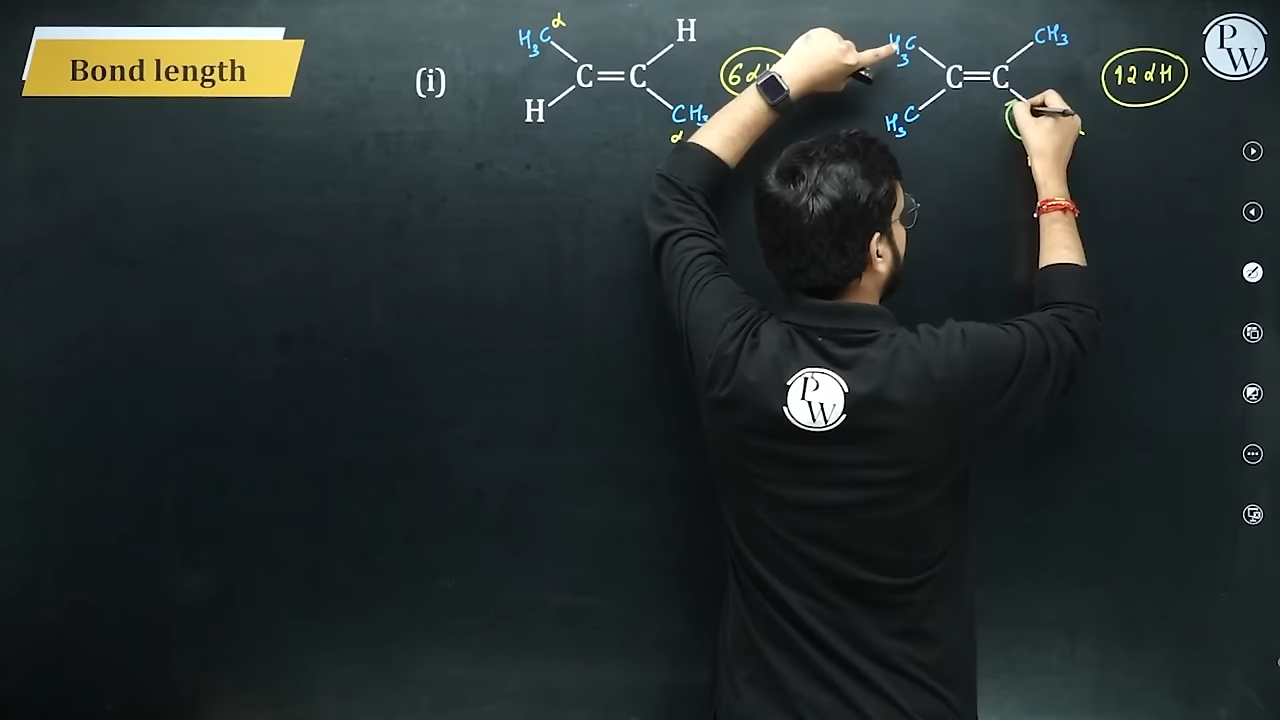 Bond length
(i)
H₃C α H
C=C
H CH₃
α
H₃C CH₃
C=C
H₃C
12 αH
PW
PW